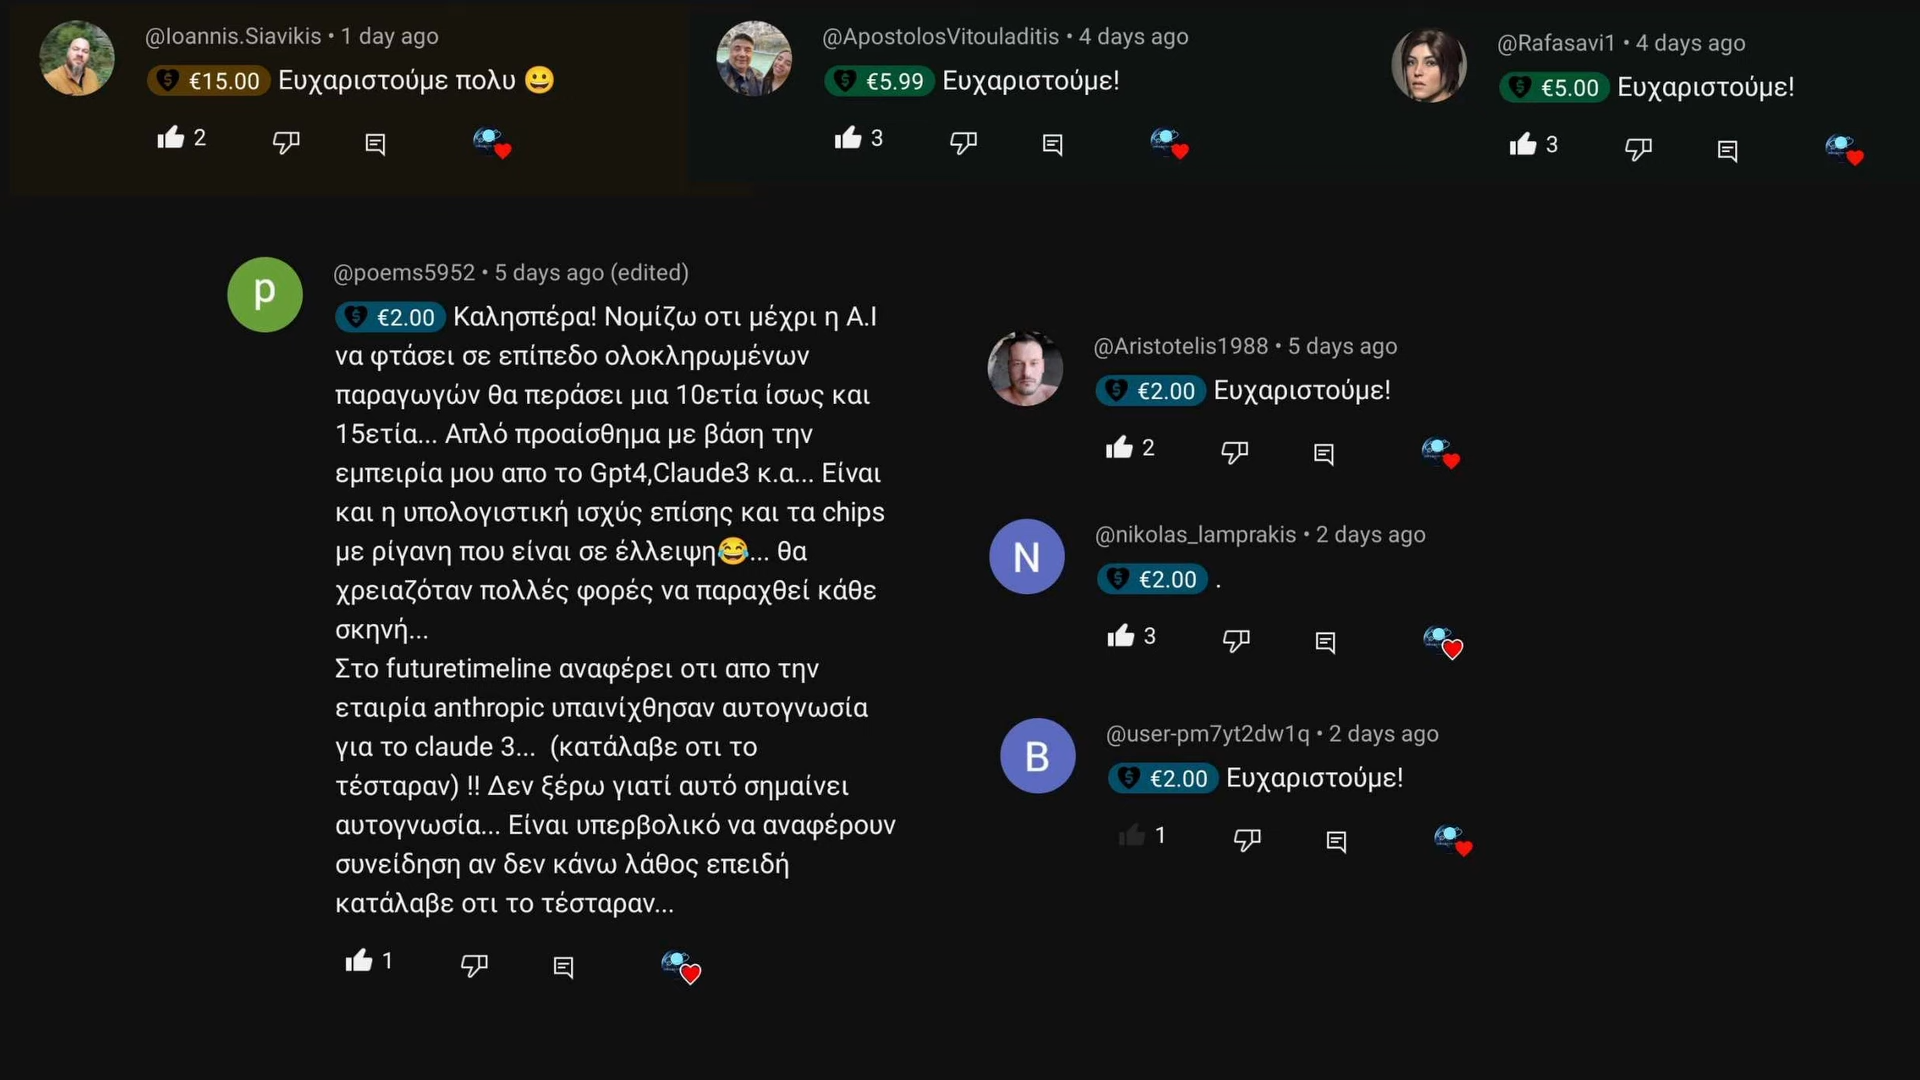 @Ioannis.Siavikis • 1 day ago
€15.00 Ευχαριστούμε πολυ 😀
2
@ApostolosVitouladitis • 4 days ago
€5.99 Ευχαριστούμε!
3
@Rafasavi1 • 4 days ago
€5.00 Ευχαριστούμε!
3
p
@poems5952 • 5 days ago (edited)
€2.00 Καλησπέρα! Νομίζω οτι μέχρι η A.I
να φτάσει σε επίπεδο ολοκληρωμένων
παραγωγών θα περάσει μια 10ετία ίσως και
15ετία... Απλό προαίσθημα με βάση την
εμπειρία μου απο το Gpt4,Claude3 κ.α... Είναι
και η υπολογιστική ισχύς επίσης και τα chips
με ρίγανη που είναι σε έλλειψη😂... θα
χρειαζόταν πολλές φορές να παραχθεί κάθε
σκηνή...
Στο futuretimeline αναφέρει οτι απο την
εταιρία anthropic υπαινίχθησαν αυτογνωσία
για το claude 3...  (κατάλαβε οτι το
τέσταραν) !! Δεν ξέρω γιατί αυτό σημαίνει
αυτογνωσία... Είναι υπερβολικό να αναφέρουν
συνείδηση αν δεν κάνω λάθος επειδή
κατάλαβε οτι το τέσταραν...
1
@Aristotelis1988 • 5 days ago
€2.00 Ευχαριστούμε!
2
N
@nikolas_lamprakis • 2 days ago
€2.00 .
3
B
@user-pm7yt2dw1q • 2 days ago
€2.00 Ευχαριστούμε!
1